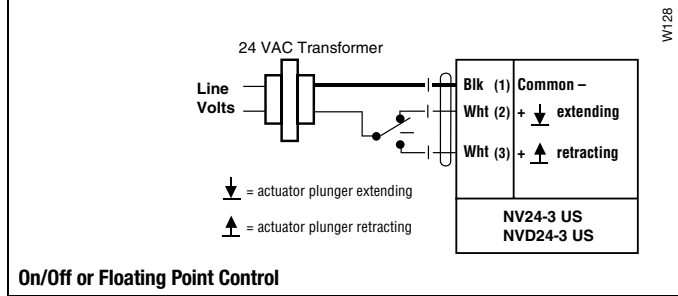 W128
24 VAC Transformer
Line
Volts
Blk (1) Common –
Wht (2) + extending
Wht (3) + retracting
= actuator plunger extending
= actuator plunger retracting
NV24-3 US
NVD24-3 US
On/Off or Floating Point Control